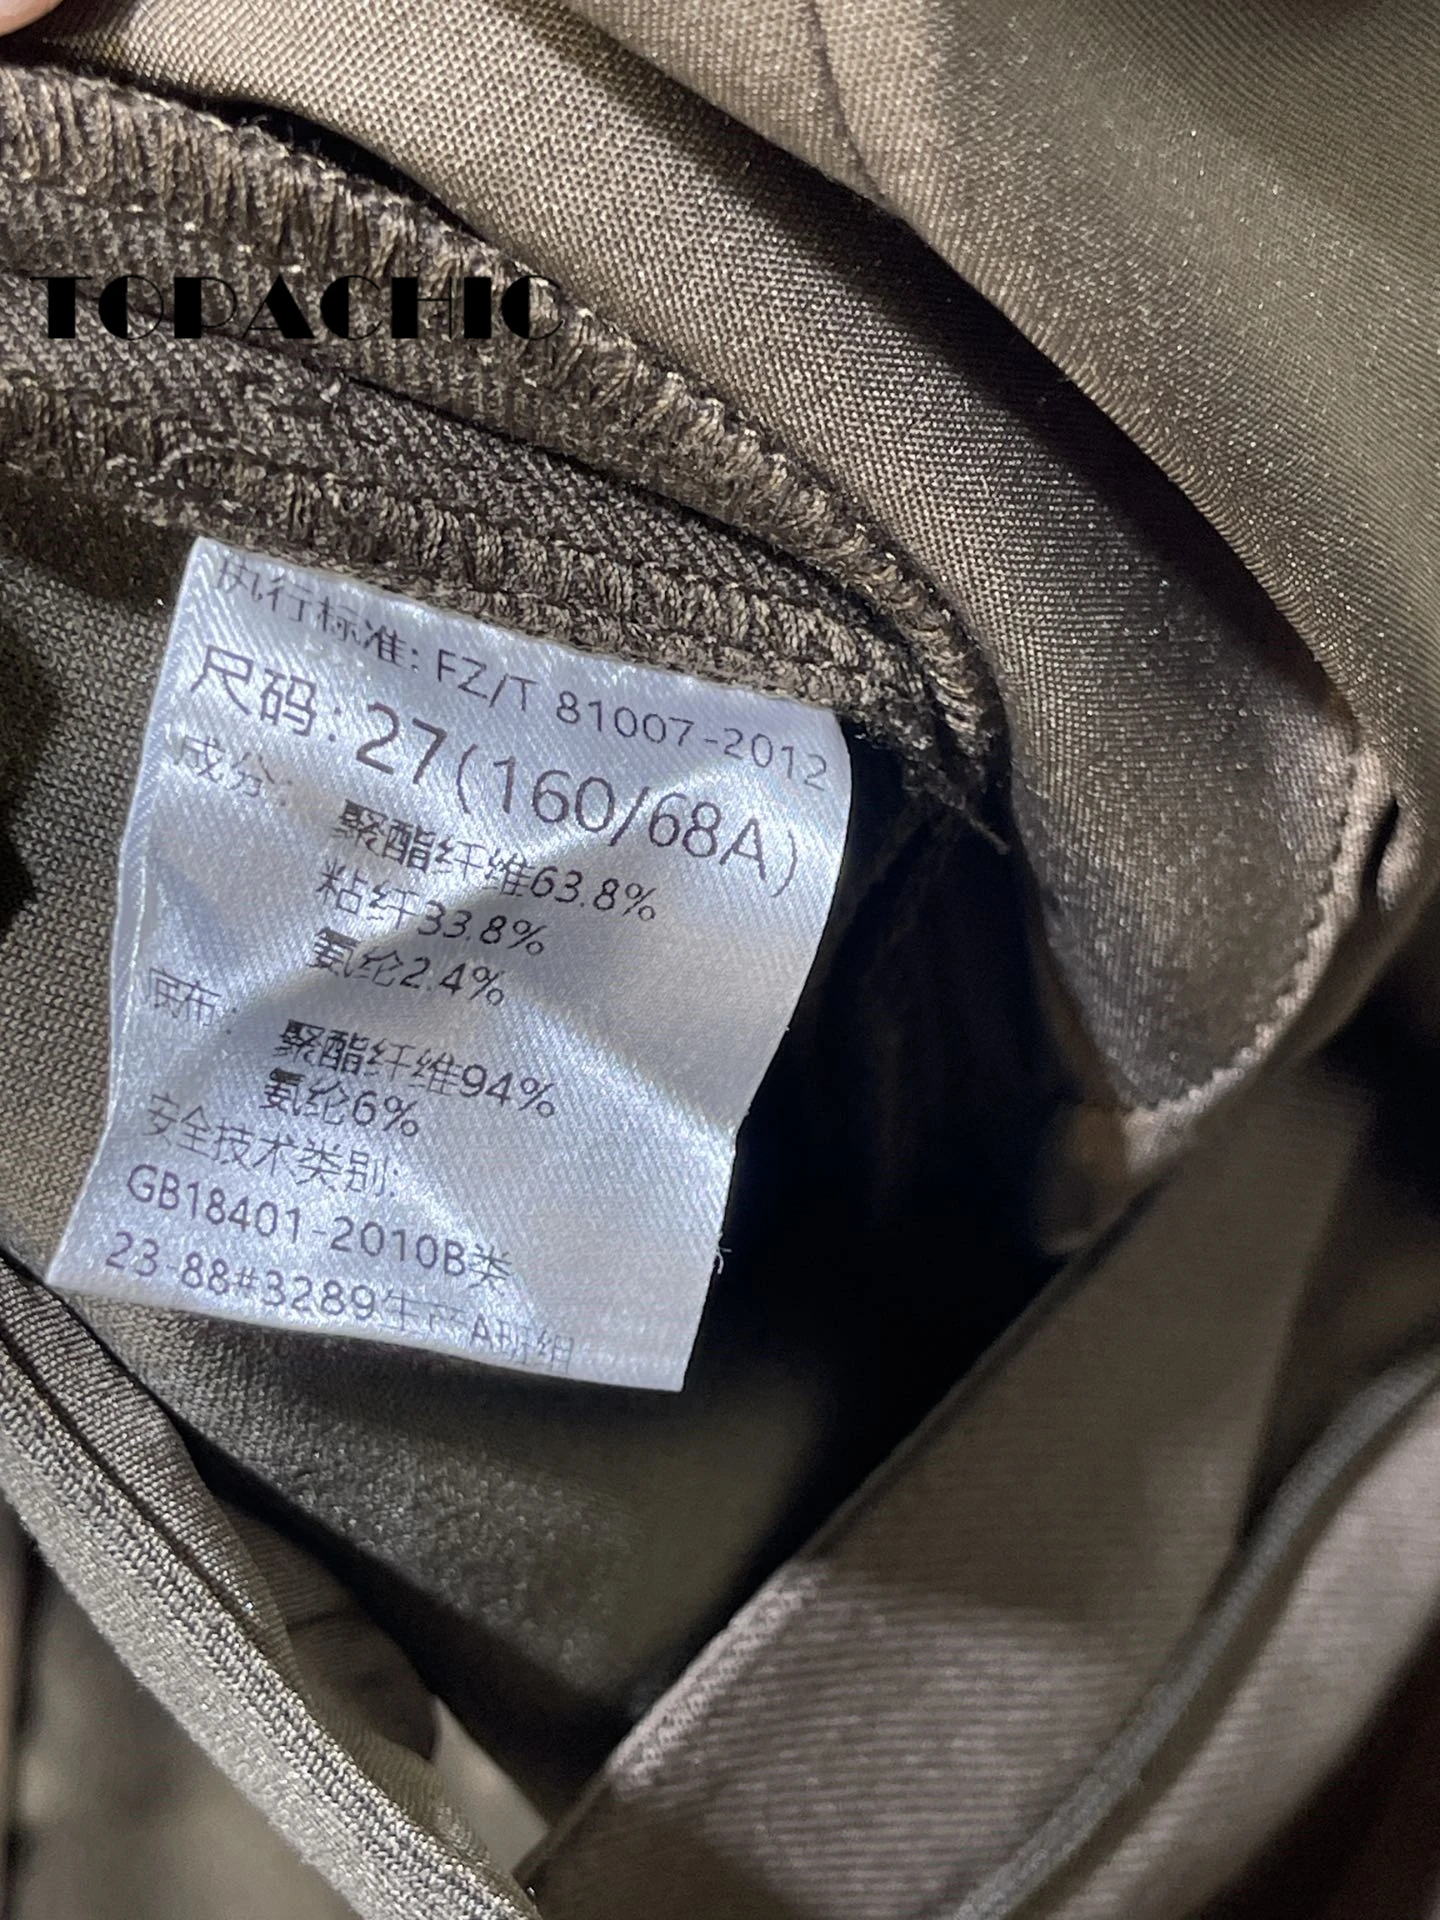 TOPACHIC
执行标准: FZ/T 81007-2012
尺码: 27(160/68A)
成分:
聚酯纤维63.8%
粘纤33.8%
氨纶2.4%
底布:
聚酯纤维94%
氨纶6%
安全技术类别:
GB18401-2010B类
23-88#3289生产A班组